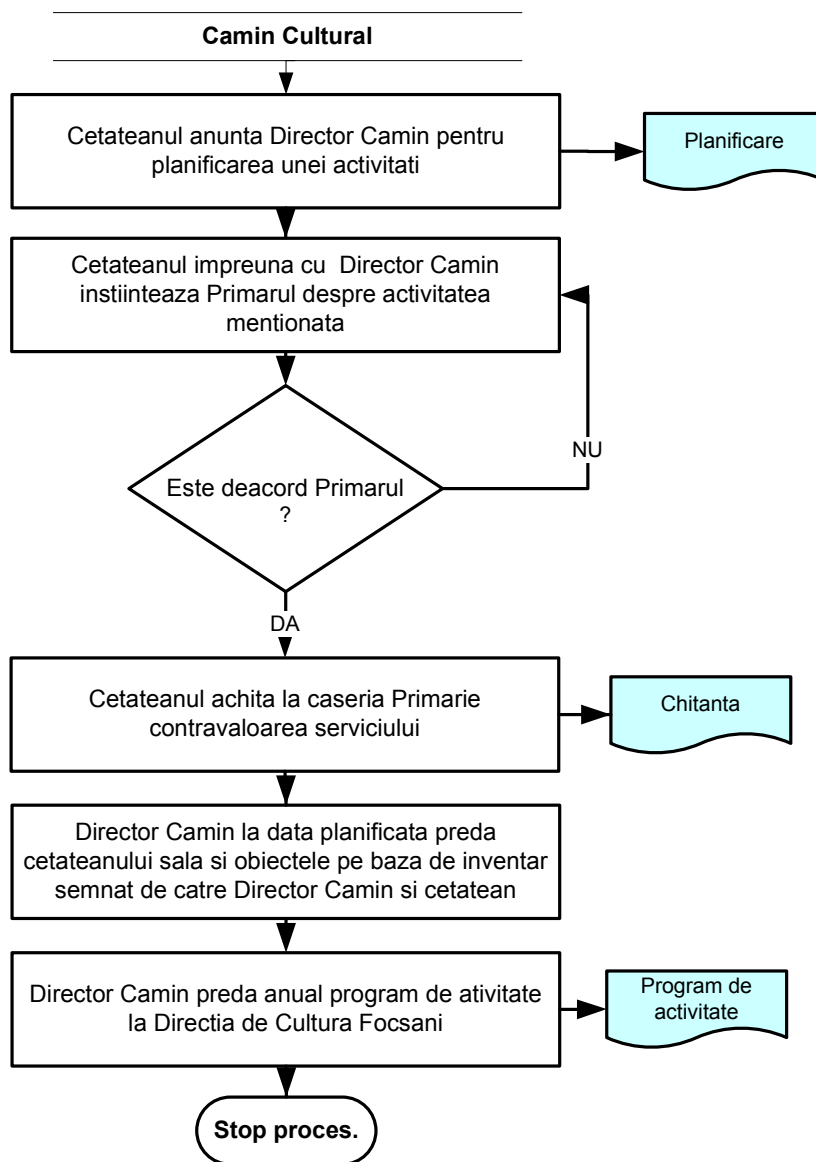 Camin Cultural
Cetateanul anunta Director Camin pentru
planificarea unei activitati
Planificare
Cetateanul impreuna cu Director Camin
instiinteaza Primarul despre activitatea
mentionata
NU
Este deacord Primarul
?
DA
Cetateanul achita la caseria Primarie
contravaloarea serviciului
Chitanta
Director Camin la data planificata preda
cetateanului sala si obiectele pe baza de inventar
semnat de catre Director Camin si cetatean
Director Camin preda anual program de ativitate
la Directia de Cultura Focsani
Program de
activitate
Stop proces.